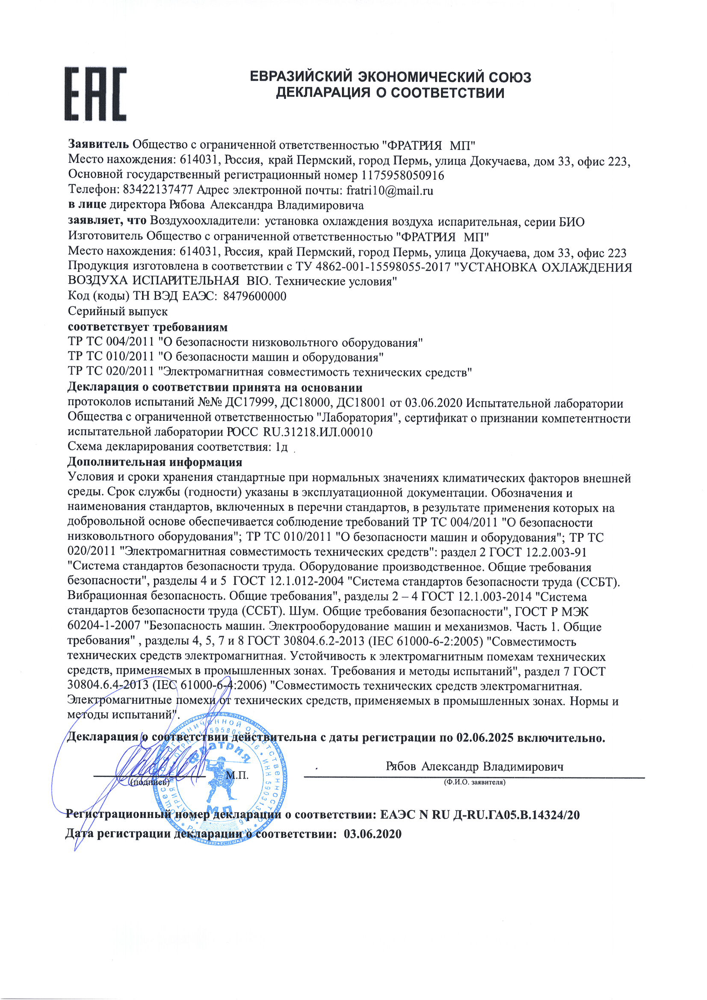 ЕАС
ЕВРАЗИЙСКИЙ ЭКОНОМИЧЕСКИЙ СОЮЗ
ДЕКЛАРАЦИЯ О СООТВЕТСТВИИ
Заявитель Общество с ограниченной ответственностью "ФРАТРИЯ МП"
Место нахождения: 614031, Россия, край Пермский, город Пермь, улица Докучаева, дом 33, офис 223,
Основной государственный регистрационный номер 1175958050916
Телефон: 83422137477 Адрес электронной почты: fratri10@mail.ru
в лице директора Рябова Александра Владимировича
заявляет, что Воздухоохладители: установка охлаждения воздуха испарительная, серии БИО
Изготовитель Общество с ограниченной ответственностью "ФРАТРИЯ МП"
Место нахождения: 614031, Россия, край Пермский, город Пермь, улица Докучаева, дом 33, офис 223
Продукция изготовлена в соответствии с ТУ 4862-001-15598055-2017 "УСТАНОВКА ОХЛАЖДЕНИЯ
ВОЗДУХА ИСПАРИТЕЛЬНАЯ BIO. Технические условия"
Код (коды) ТН ВЭД ЕАЭС: 8479600000
Серийный выпуск
соответствует требованиям
ТР ТС 004/2011 "О безопасности низковольтного оборудования"
ТР ТС 010/2011 "О безопасности машин и оборудования"
ТР ТС 020/2011 "Электромагнитная совместимость технических средств"
Декларация о соответствии принята на основании
протоколов испытаний №№ ДС17999, ДС18000, ДС18001 от 03.06.2020 Испытательной лаборатории
Общества с ограниченной ответственностью "Лаборатория", сертификат о признании компетентности
испытательной лаборатории РОСС RU.31218.ИЛ.00010
Схема декларирования соответствия: 1д
Дополнительная информация
Условия и сроки хранения стандартные при нормальных значениях климатических факторов внешней
среды. Срок службы (годности) указаны в эксплуатационной документации. Обозначения и
наименования стандартов, включенных в перечни стандартов, в результате применения которых на
добровольной основе обеспечивается соблюдение требований ТР ТС 004/2011 "О безопасности
низковольтного оборудования"; ТР ТС 010/2011 "О безопасности машин и оборудования"; ТР ТС
020/2011 "Электромагнитная совместимость технических средств": раздел 2 ГОСТ 12.2.003-91
"Система стандартов безопасности труда. Оборудование производственное. Общие требования
безопасности", разделы 4 и 5 ГОСТ 12.1.012-2004 "Система стандартов безопасности труда (ССБТ).
Вибрационная безопасность. Общие требования", разделы 2 – 4 ГОСТ 12.1.003-2014 "Система
стандартов безопасности труда (ССБТ). Шум. Общие требования безопасности", ГОСТ Р МЭК
60204-1-2007 "Безопасность машин. Электрооборудование машин и механизмов. Часть 1. Общие
требования" , разделы 4, 5, 7 и 8 ГОСТ 30804.6.2-2013 (IEC 61000-6-2:2005) "Совместимость
технических средств электромагнитная. Устойчивость к электромагнитным помехам технических
средств, применяемых в промышленных зонах. Требования и методы испытаний", раздел 7 ГОСТ
30804.6.4-2013 (IEC 61000-6-4:2006) "Совместимость технических средств электромагнитная.
Электромагнитные помехи от технических средств, применяемых в промышленных зонах. Нормы и
методы испытаний".
Декларация о соответствии действительна с даты регистрации по 02.06.2025 включительно.
Фратрия
МП
(подпись)
М.П.
Рябов Александр Владимирович
(Ф.И.О. заявителя)
Регистрационный номер декларации о соответствии: ЕАЭС N RU Д-RU.ГА05.В.14324/20
Дата регистрации декларации о соответствии: 03.06.2020